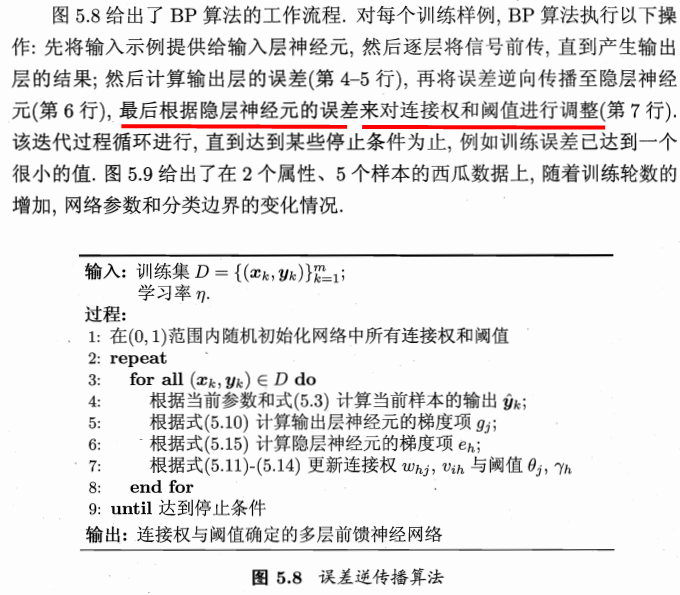 图 5.8 给出了 BP 算法的工作流程. 对每个训练样例, BP 算法执行以下操
作: 先将输入示例提供给输入层神经元, 然后逐层将信号前传, 直到产生输出
层的结果; 然后计算输出层的误差(第 4–5 行), 再将误差逆向传播至隐层神经
元(第 6 行), 最后根据隐层神经元的误差来对连接权和阈值进行调整(第 7 行).
该迭代过程循环进行, 直到达到某些停止条件为止, 例如训练误差已达到一个
很小的值. 图 5.9 给出了在 2 个属性、5 个样本的西瓜数据上, 随着训练轮数的
增加, 网络参数和分类边界的变化情况.
输入: 训练集 D = {(x_k, y_k)}_{k=1}^m;
学习率 η.
过程:
1: 在(0, 1)范围内随机初始化网络中所有连接权和阈值
2: repeat
3: for all (x_k, y_k) ∈ D do
4: 根据当前参数和式(5.3) 计算当前样本的输出 ŷ_k;
5: 根据式(5.10) 计算输出层神经元的梯度项 g_j;
6: 根据式(5.15) 计算隐层神经元的梯度项 e_h;
7: 根据式(5.11)-(5.14) 更新连接权 w_{hj}, v_{ih} 与阈值 θ_j, γ_h
8: end for
9: until 达到停止条件
输出: 连接权与阈值确定的多层前馈神经网络
图 5.8 误差逆传播算法